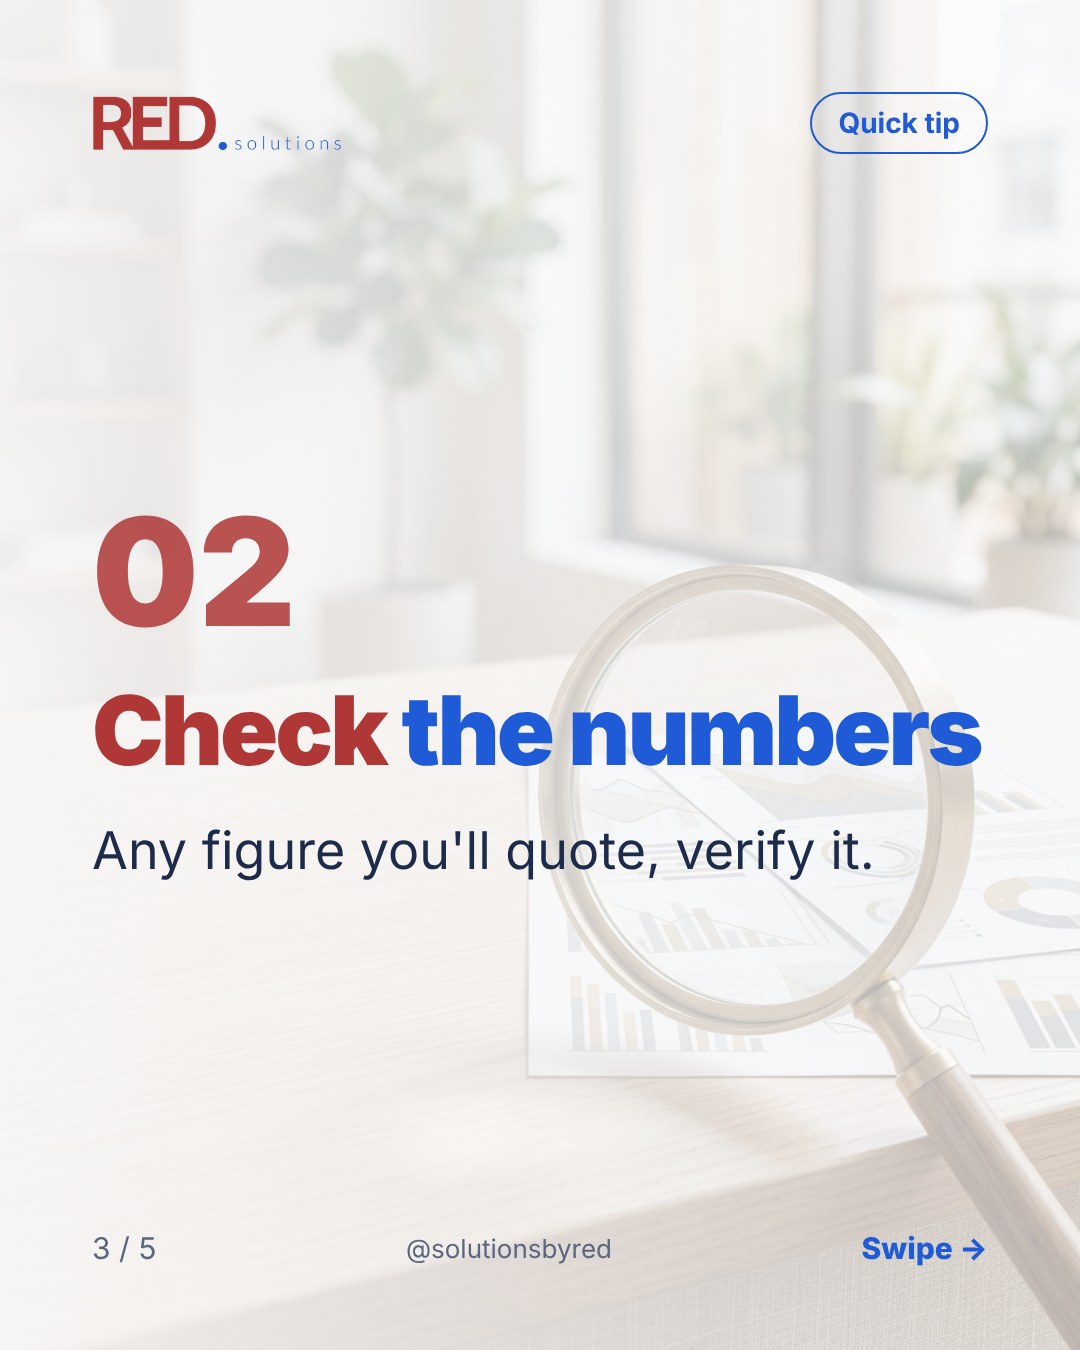 RED.solutions
Quick tip
02
Check the numbers
Any figure you'll quote, verify it.
3 / 5
@solutionsbyred
Swipe →